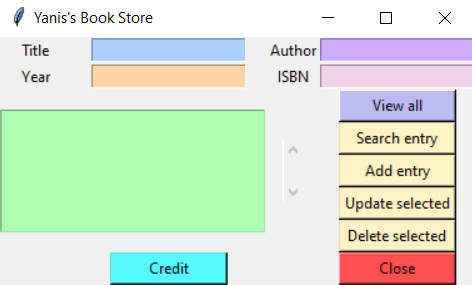 Yanis's Book Store
Title Author
Year ISBN
View all
Search entry
Add entry
Update selected
Delete selected
Credit Close